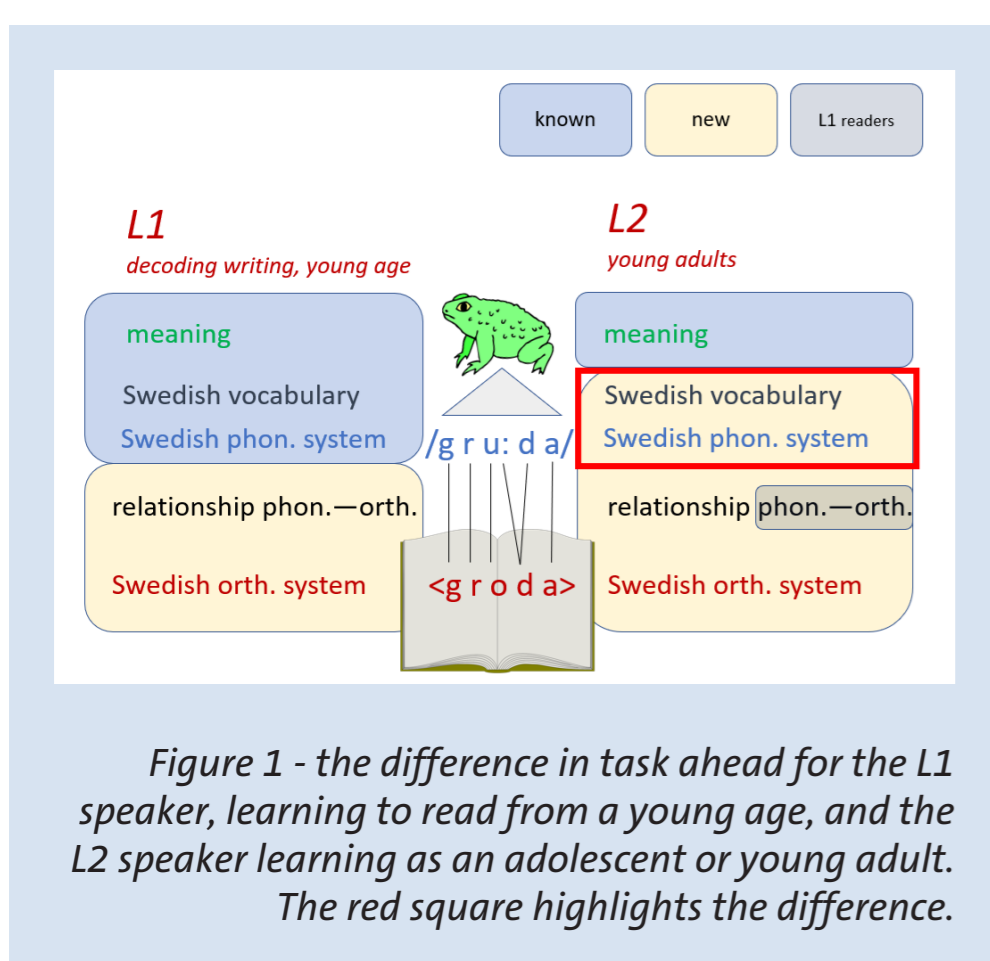 known
new
L1 readers
L1
decoding writing, young age
L2
young adults
meaning
Swedish vocabulary
Swedish phon. system
relationship phon.—orth.
Swedish orth. system
/g r u: d a/
<g r o d a>
meaning
Swedish vocabulary
Swedish phon. system
relationship phon.—orth.
Swedish orth. system
Figure 1 - the difference in task ahead for the L1
speaker, learning to read from a young age, and the
L2 speaker learning as an adolescent or young adult.
The red square highlights the difference.